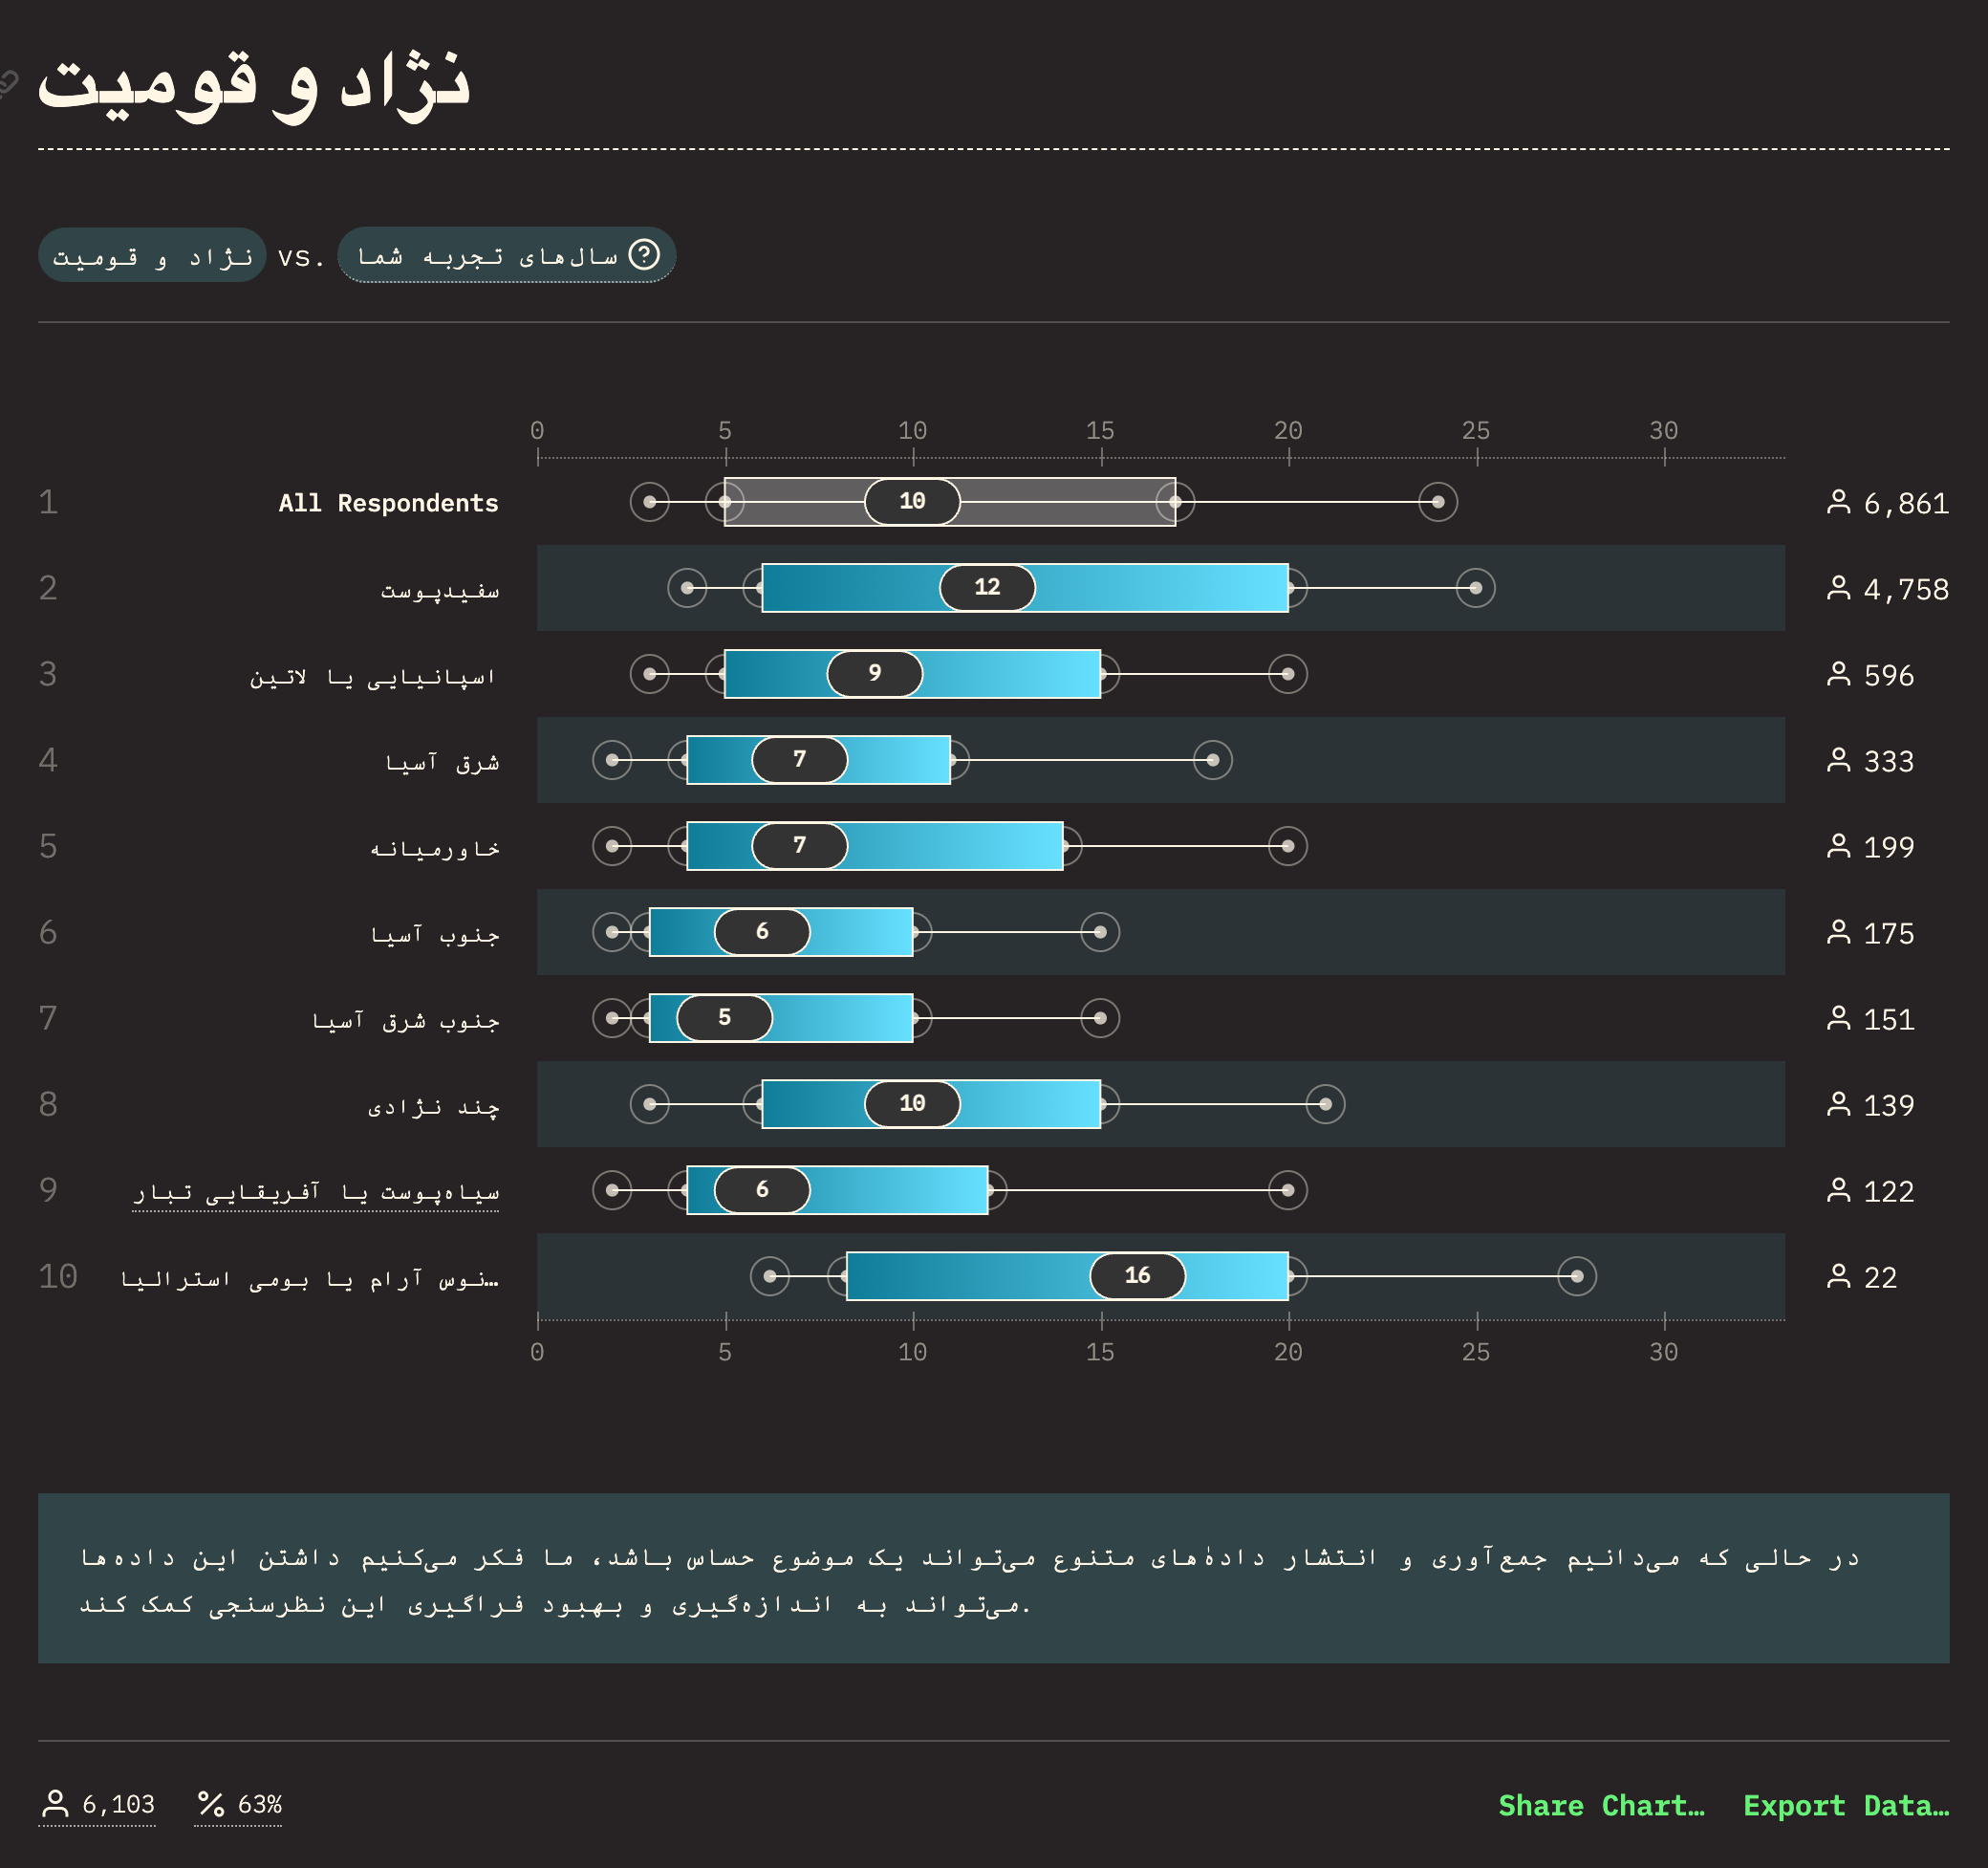 نژاد و قومیت
نژاد و قومیت vs. سال‌های تجربه شما
0 5 10 15 20 25 30
1 All Respondents 10 6,861
2 سفیدپوست 12 4,758
3 اسپانیایی یا لاتین 9 596
4 شرق آسیا 7 333
5 خاورمیانه 7 199
6 جنوب آسیا 6 175
7 جنوب شرق آسیا 5 151
8 چند نژادی 10 139
9 سیاه‌پوست یا آفریقایی تبار 6 122
10 نوس آرام یا بومی استرالیا… 16 22
0 5 10 15 20 25 30
در حالی که می‌دانیم جمع‌آوری و انتشار دادهٔ‌های متنوع می‌تواند یک موضوع حساس باشد، ما فکر می‌کنیم داشتن این داده‌ها
می‌تواند به اندازه‌گیری و بهبود فراگیری این نظرسنجی کمک کند.
6,103 63% Share Chart… Export Data…